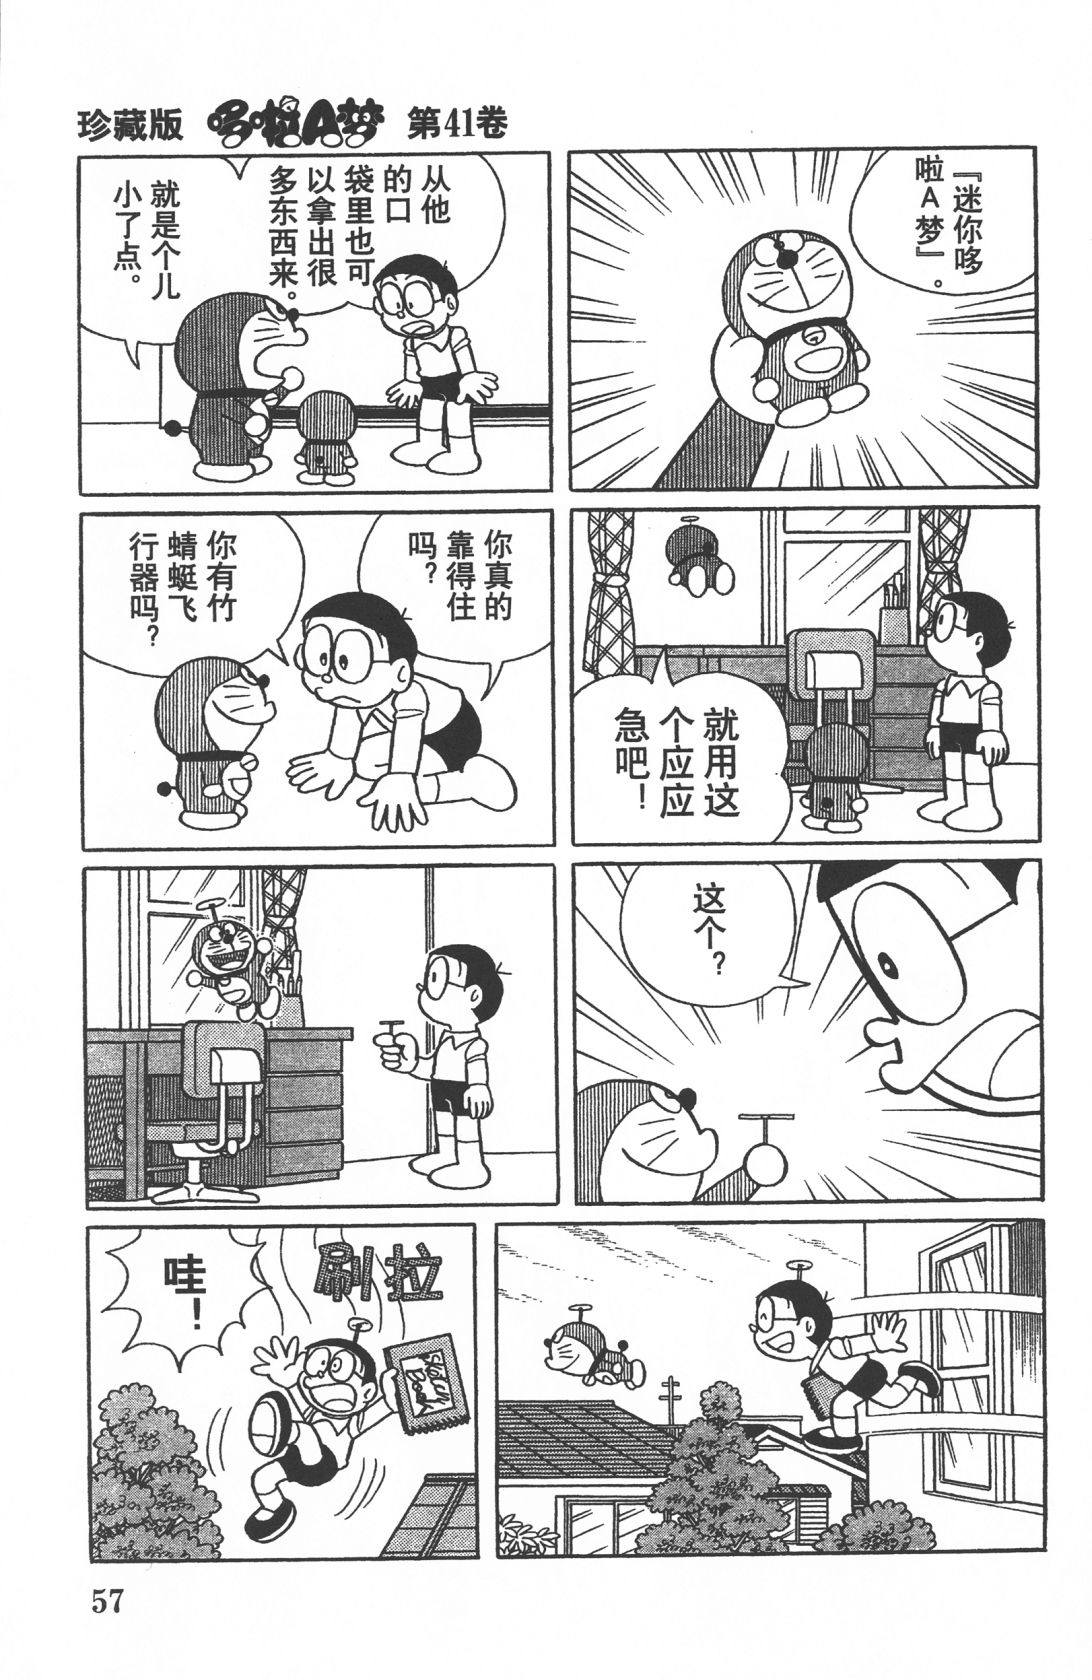 珍藏版 哆啦A梦 第41卷
『迷你哆
啦A梦』。
从他
的口
袋里也可
以拿出很
多东西来。
就是个儿
小了点。
就用这
个应应
急吧！
你真的
靠得住
吗？
你有竹
蜻蜓飞
行器吗？
这个？
哇！
刷拉
57